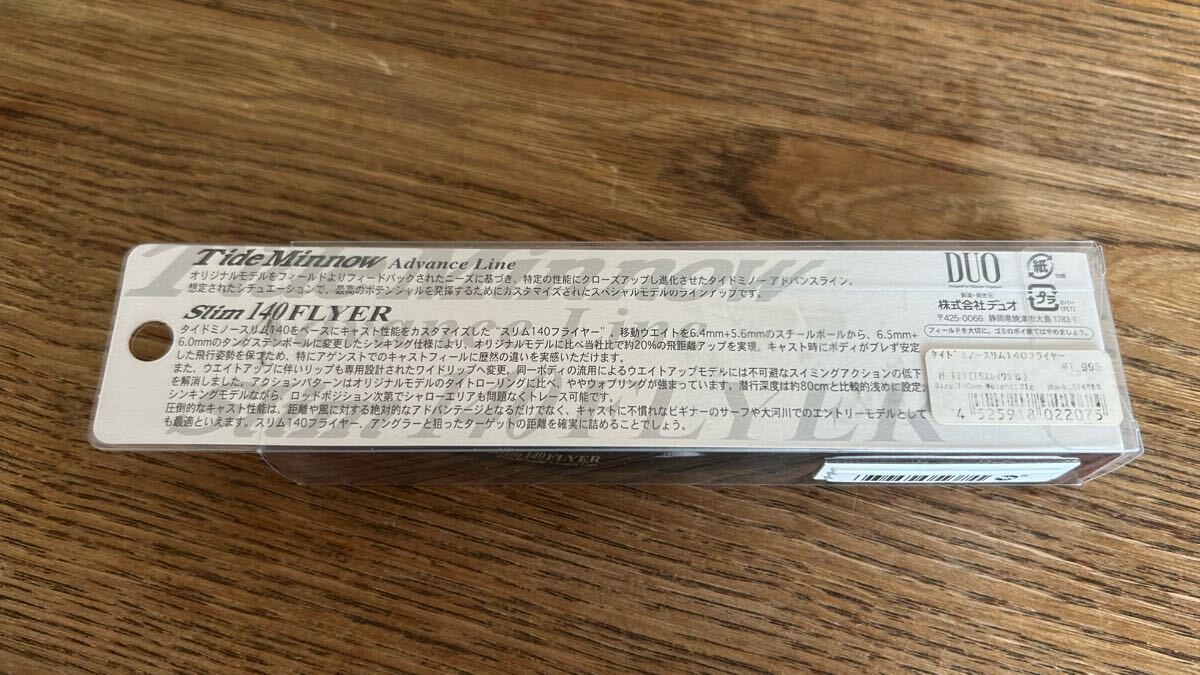 Tide Minnow Advance Line
オリジナルモデルをフィールドよりフィードバックされたニーズに基づき、特定の性能にクローズアップし進化させたタイドミノー アドバンスライン。
想定されたシチュエーションで、最高のポテンシャルを発揮するためにカスタマイズされたスペシャルモデルのラインアップです。
Slim 140 FLYER
タイドミノースリム140をベースにキャスト性能をカスタマイズした“スリム140フライヤー”。移動ウエイトを6.4mm+5.6mmのスチールボールから、6.5mm+
6.0mmのタングステンボールに変更したシンキング仕様により、オリジナルモデルに比べ当社比で約20%の飛距離アップを実現。キャスト時にボディがブレず安定
した飛行姿勢を保つため、特にアゲンストでのキャストフィールに歴然の違いを実感いただけます。
また、ウエイトアップに伴いリップも専用設計されたワイドリップへ変更。同一ボディの流用によるウエイトアップモデルには不可避なスイミングアクションの低下
を解消しました。アクションパターンはオリジナルモデルのタイトローリングに比べ、ややウォブリングが強まっています。潜行深度は約80cmと比較的浅めに設定。
シンキングモデルながら、ロッドポジション次第でシャローエリアも問題なくトレース可能です。
圧倒的なキャスト性能は、距離や風に対する絶対的なアドバンテージとなるだけでなく、キャストに不慣れなビギナーのサーフや大河川でのエントリーモデルとして
も最適といえます。スリム140フライヤー、アングラーと狙ったターゲットの距離を確実に詰めることでしょう。
DUO
製造・発売元:
株式会社デュオ
〒425-0066 静岡県焼津市大島 1783-1
紙
台紙
プラ
カバー
(PET)
フィールドを大切に。ゴミのポイ捨てはやめましょう。
タイド ミノースリム140フライヤー
¥1,995
Size:140mm Weight:21g
4 525918 022075
Slim 140 FLYER